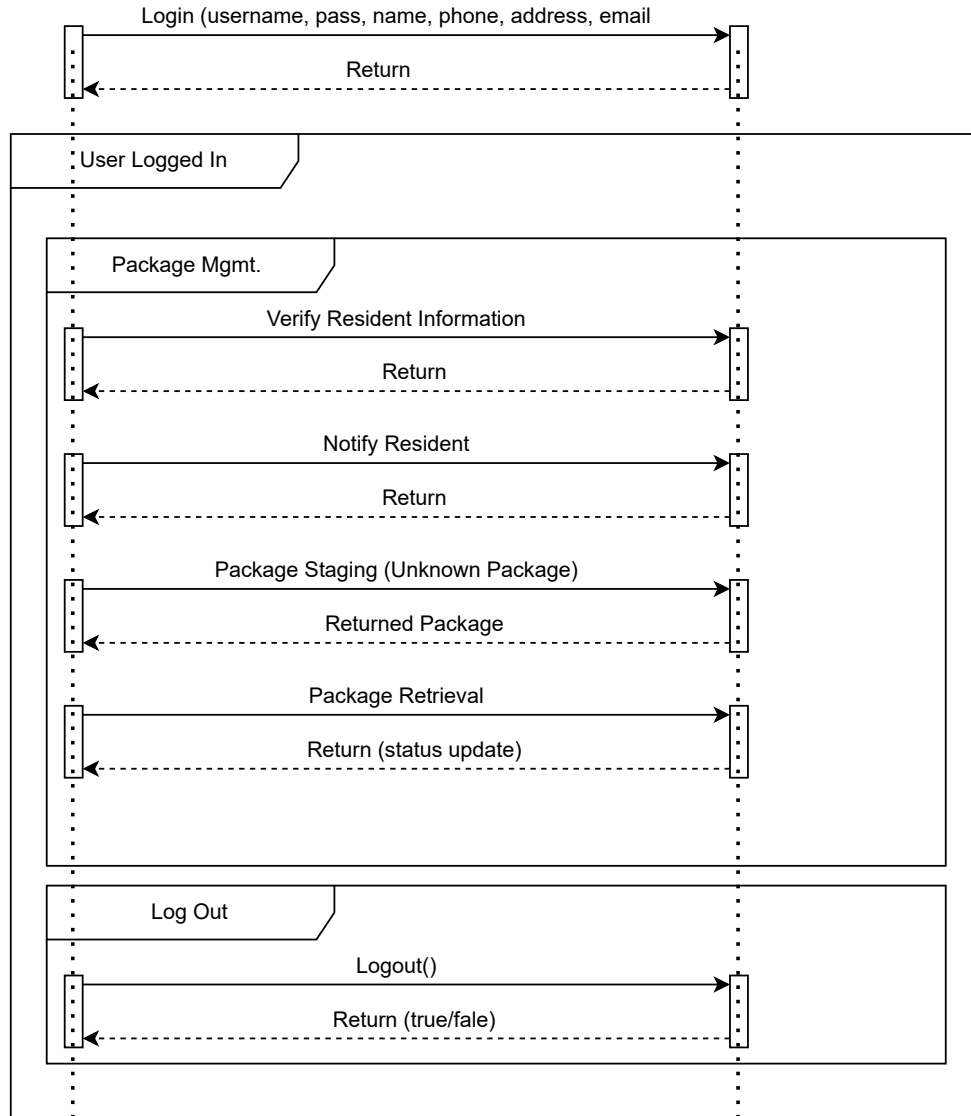 Login (username, pass, name, phone, address, email
Return
User Logged In
Package Mgmt.
Verify Resident Information
Return
Notify Resident
Return
Package Staging (Unknown Package)
Returned Package
Package Retrieval
Return (status update)
Log Out
Logout()
Return (true/fale)